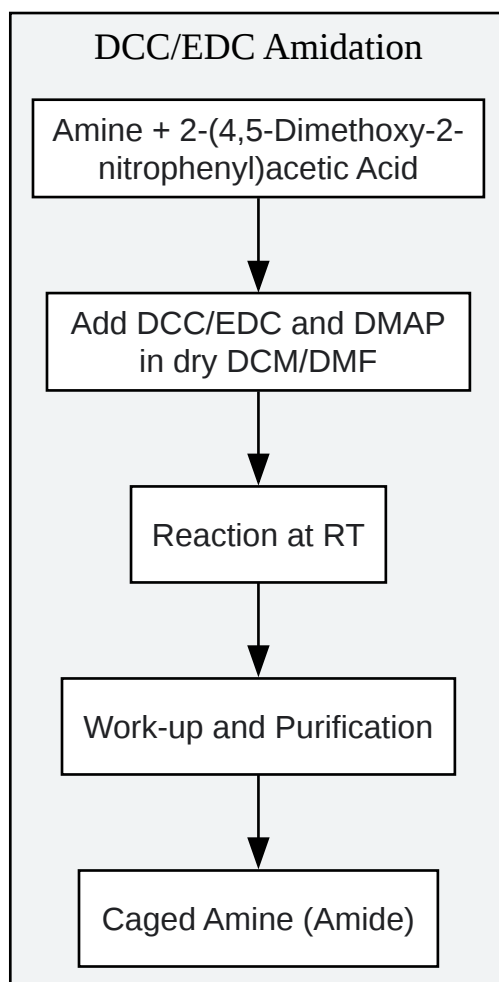 DCC/EDC Amidation
Amine + 2-(4,5-Dimethoxy-2-
nitrophenyl)acetic Acid
Add DCC/EDC and DMAP
in dry DCM/DMF
Reaction at RT
Work-up and Purification
Caged Amine (Amide)